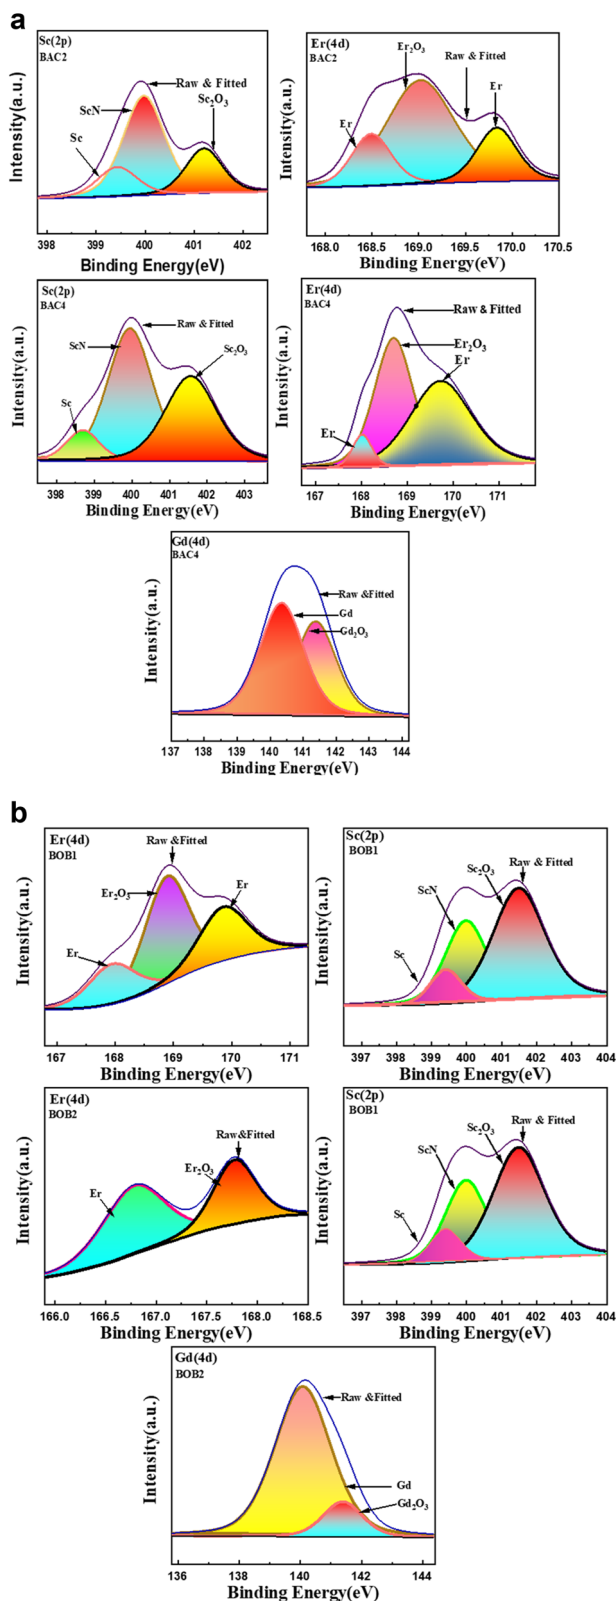 a
Sc(2p)
BAC2
Raw & Fitted
ScN
Sc₂O₃
Sc
Intensity(a.u.)
398 399 400 401 402
Binding Energy(eV)
Er(4d)
BAC2
Er₂O₃
Raw & Fitted
Er
Er
Intensity(a.u.)
168.0 168.5 169.0 169.5 170.0 170.5
Binding Energy(eV)
Sc(2p)
BAC4
Raw & Fitted
ScN
Sc₂O₃
Sc
Intensity(a.u.)
398 399 400 401 402 403
Binding Energy(eV)
Er(4d)
BAC4
Raw & Fitted
Er₂O₃
Er
Er
Intensity(a.u.)
167 168 169 170 171
Binding Energy(eV)
Gd(4d)
BAC4
Raw &Fitted
Gd
Gd₂O₃
Intensity(a.u.)
137 138 139 140 141 142 143 144
Binding Energy(eV)
b
Er(4d)
BOB1
Raw &Fitted
Er₂O₃
Er
Er
Intensity(a.u.)
167 168 169 170 171
Binding Energy(eV)
Sc(2p)
BOB1
Sc₂O₃
Raw & Fitted
ScN
Sc
Intensity(a.u.)
397 398 399 400 401 402 403 404
Binding Energy(eV)
Er(4d)
BOB2
Raw&Fitted
Er₂O₃
Er
Intensity(a.u.)
166.0 166.5 167.0 167.5 168.0 168.5
Binding Energy(eV)
Sc(2p)
BOB1
Sc₂O₃
Raw & Fitted
ScN
Sc
Intensity(a.u.)
397 398 399 400 401 402 403 404
Binding Energy(eV)
Gd(4d)
BOB2
Raw &Fitted
Gd
Gd₂O₃
Intensity(a.u.)
136 138 140 142 144
Binding Energy(eV)